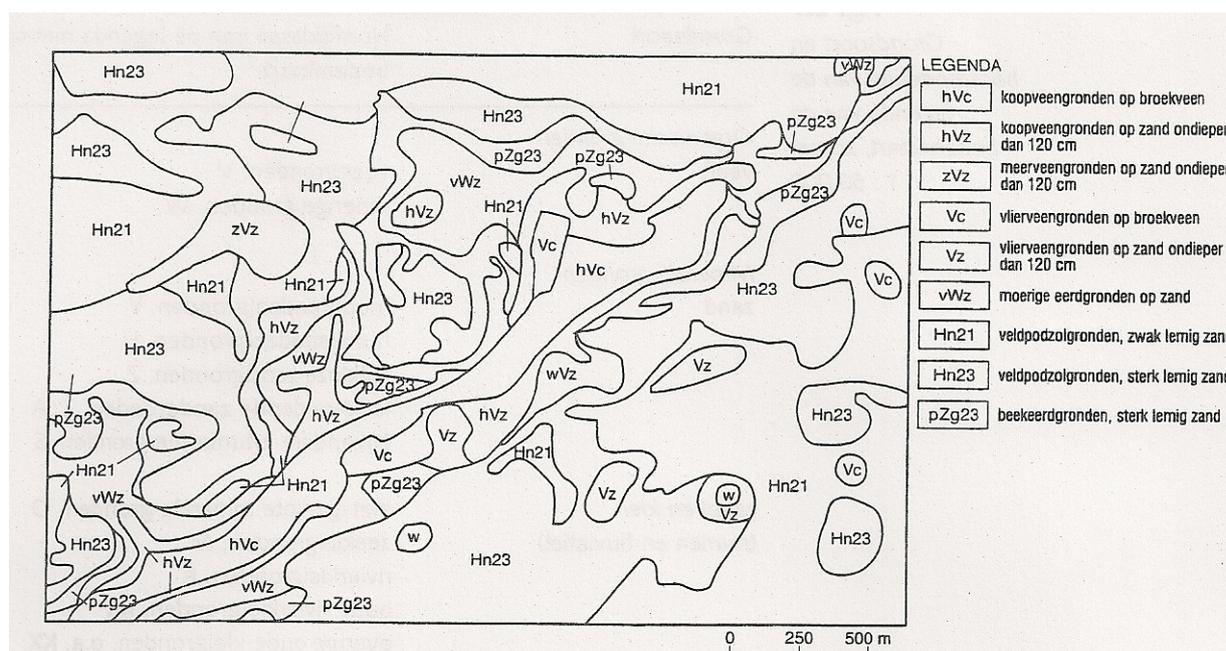 Hn23
vWz
Hn21
Hn23
pZg23
Hn23
pZg23
pZg23
vWz
Hn23
pZg23
hVz
Hn21
hVz
Vc
Hn21
zVz
Vc
hVc
Vc
Hn21
Hn21
Hn23
Hn23
hVz
Hn23
vWz
wVz
Vz
pZg23
pZg23
hVz
hVz
Hn23
Vz
Vc
Hn21
Hn21
Vc
vWz
Hn21
pZg23
Vz
w
Vz
Hn21
Hn23
hVc
w
Hn23
hVz
Hn23
vWz
pZg23
pZg23
0 250 500 m
LEGENDA
hVc koopveengronden op broekveen
hVz koopveengronden op zand ondieper
dan 120 cm
zVz meerveengronden op zand ondieper
dan 120 cm
Vc vlierveengronden op broekveen
Vz vlierveengronden op zand ondieper
dan 120 cm
vWz moerige eerdgronden op zand
Hn21 veldpodzolgronden, zwak lemig zan
Hn23 veldpodzolgronden, sterk lemig zand
pZg23 beekeerdgronden, sterk lemig zand